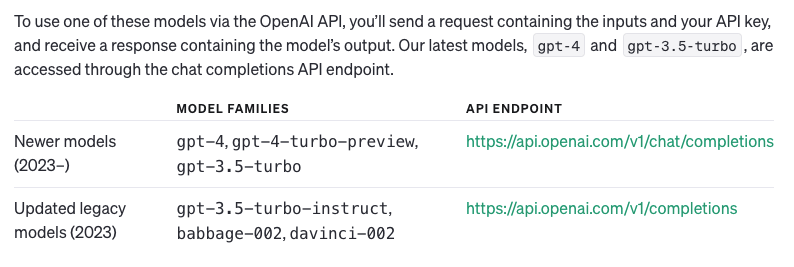 To use one of these models via the OpenAI API, you’ll send a request containing the inputs and your API key,
and receive a response containing the model’s output. Our latest models, gpt-4 and gpt-3.5-turbo, are
accessed through the chat completions API endpoint.
MODEL FAMILIES API ENDPOINT
Newer models gpt-4, gpt-4-turbo-preview, https://api.openai.com/v1/chat/completions
(2023–) gpt-3.5-turbo
Updated legacy gpt-3.5-turbo-instruct, https://api.openai.com/v1/completions
models (2023) babbage-002, davinci-002